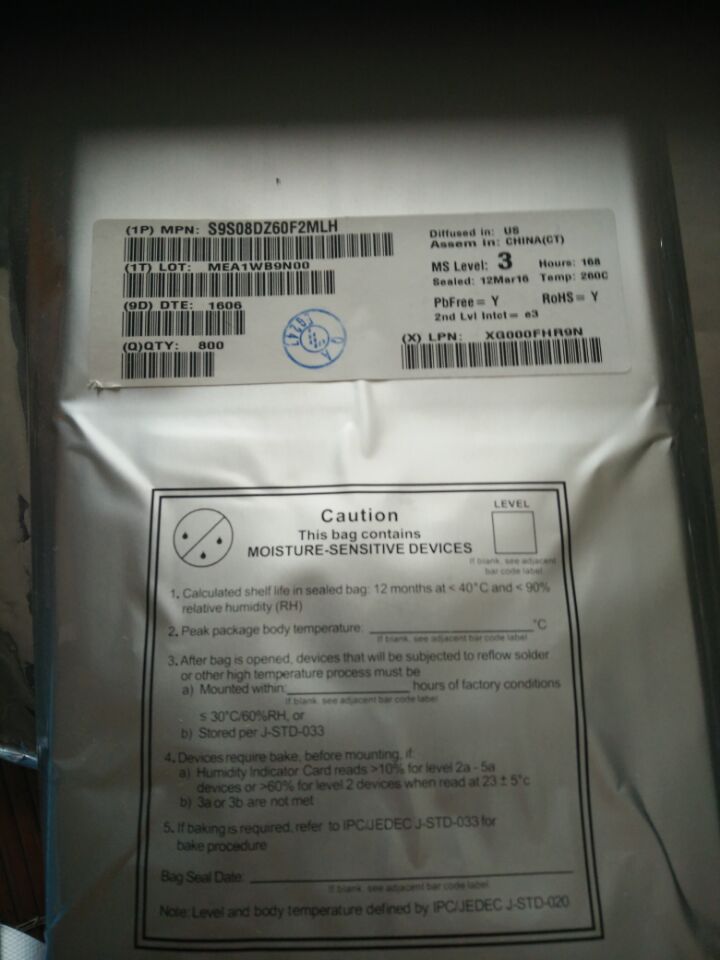 (1P) MPN: S9S08DZ60F2MLH
(1T) LOT: MEA1WB9N00
(9D) DTE: 1606
(Q)QTY: 800
Diffused in: US
Assem in: CHINA(CT)
MS Level: 3 Hours: 168
Sealed: 12Mar16 Temp: 260C
PbFree = Y RoHS = Y
2nd Lvl Intct = e3
(X) LPN: XG000FHR9N
Caution
This bag contains
MOISTURE-SENSITIVE DEVICES
LEVEL
If blank, see adjacent
bar code label
1. Calculated shelf life in sealed bag: 12 months at < 40°C and < 90%
relative humidity (RH)
2. Peak package body temperature: °C
If blank, see adjacent bar code label
3. After bag is opened, devices that will be subjected to reflow solder
or other high temperature process must be
a) Mounted within: hours of factory conditions
If blank, see adjacent bar code label
≤ 30°C/60%RH, or
b) Stored per J-STD-033
4. Devices require bake, before mounting, if:
a) Humidity Indicator Card reads >10% for level 2a - 5a
devices or >60% for level 2 devices when read at 23 ± 5°c
b) 3a or 3b are not met
5. If baking is required, refer to IPC/JEDEC J-STD-033 for
bake procedure
Bag Seal Date:
If blank, see adjacent bar code label
Note: Level and body temperature defined by IPC/JEDEC J-STD-020